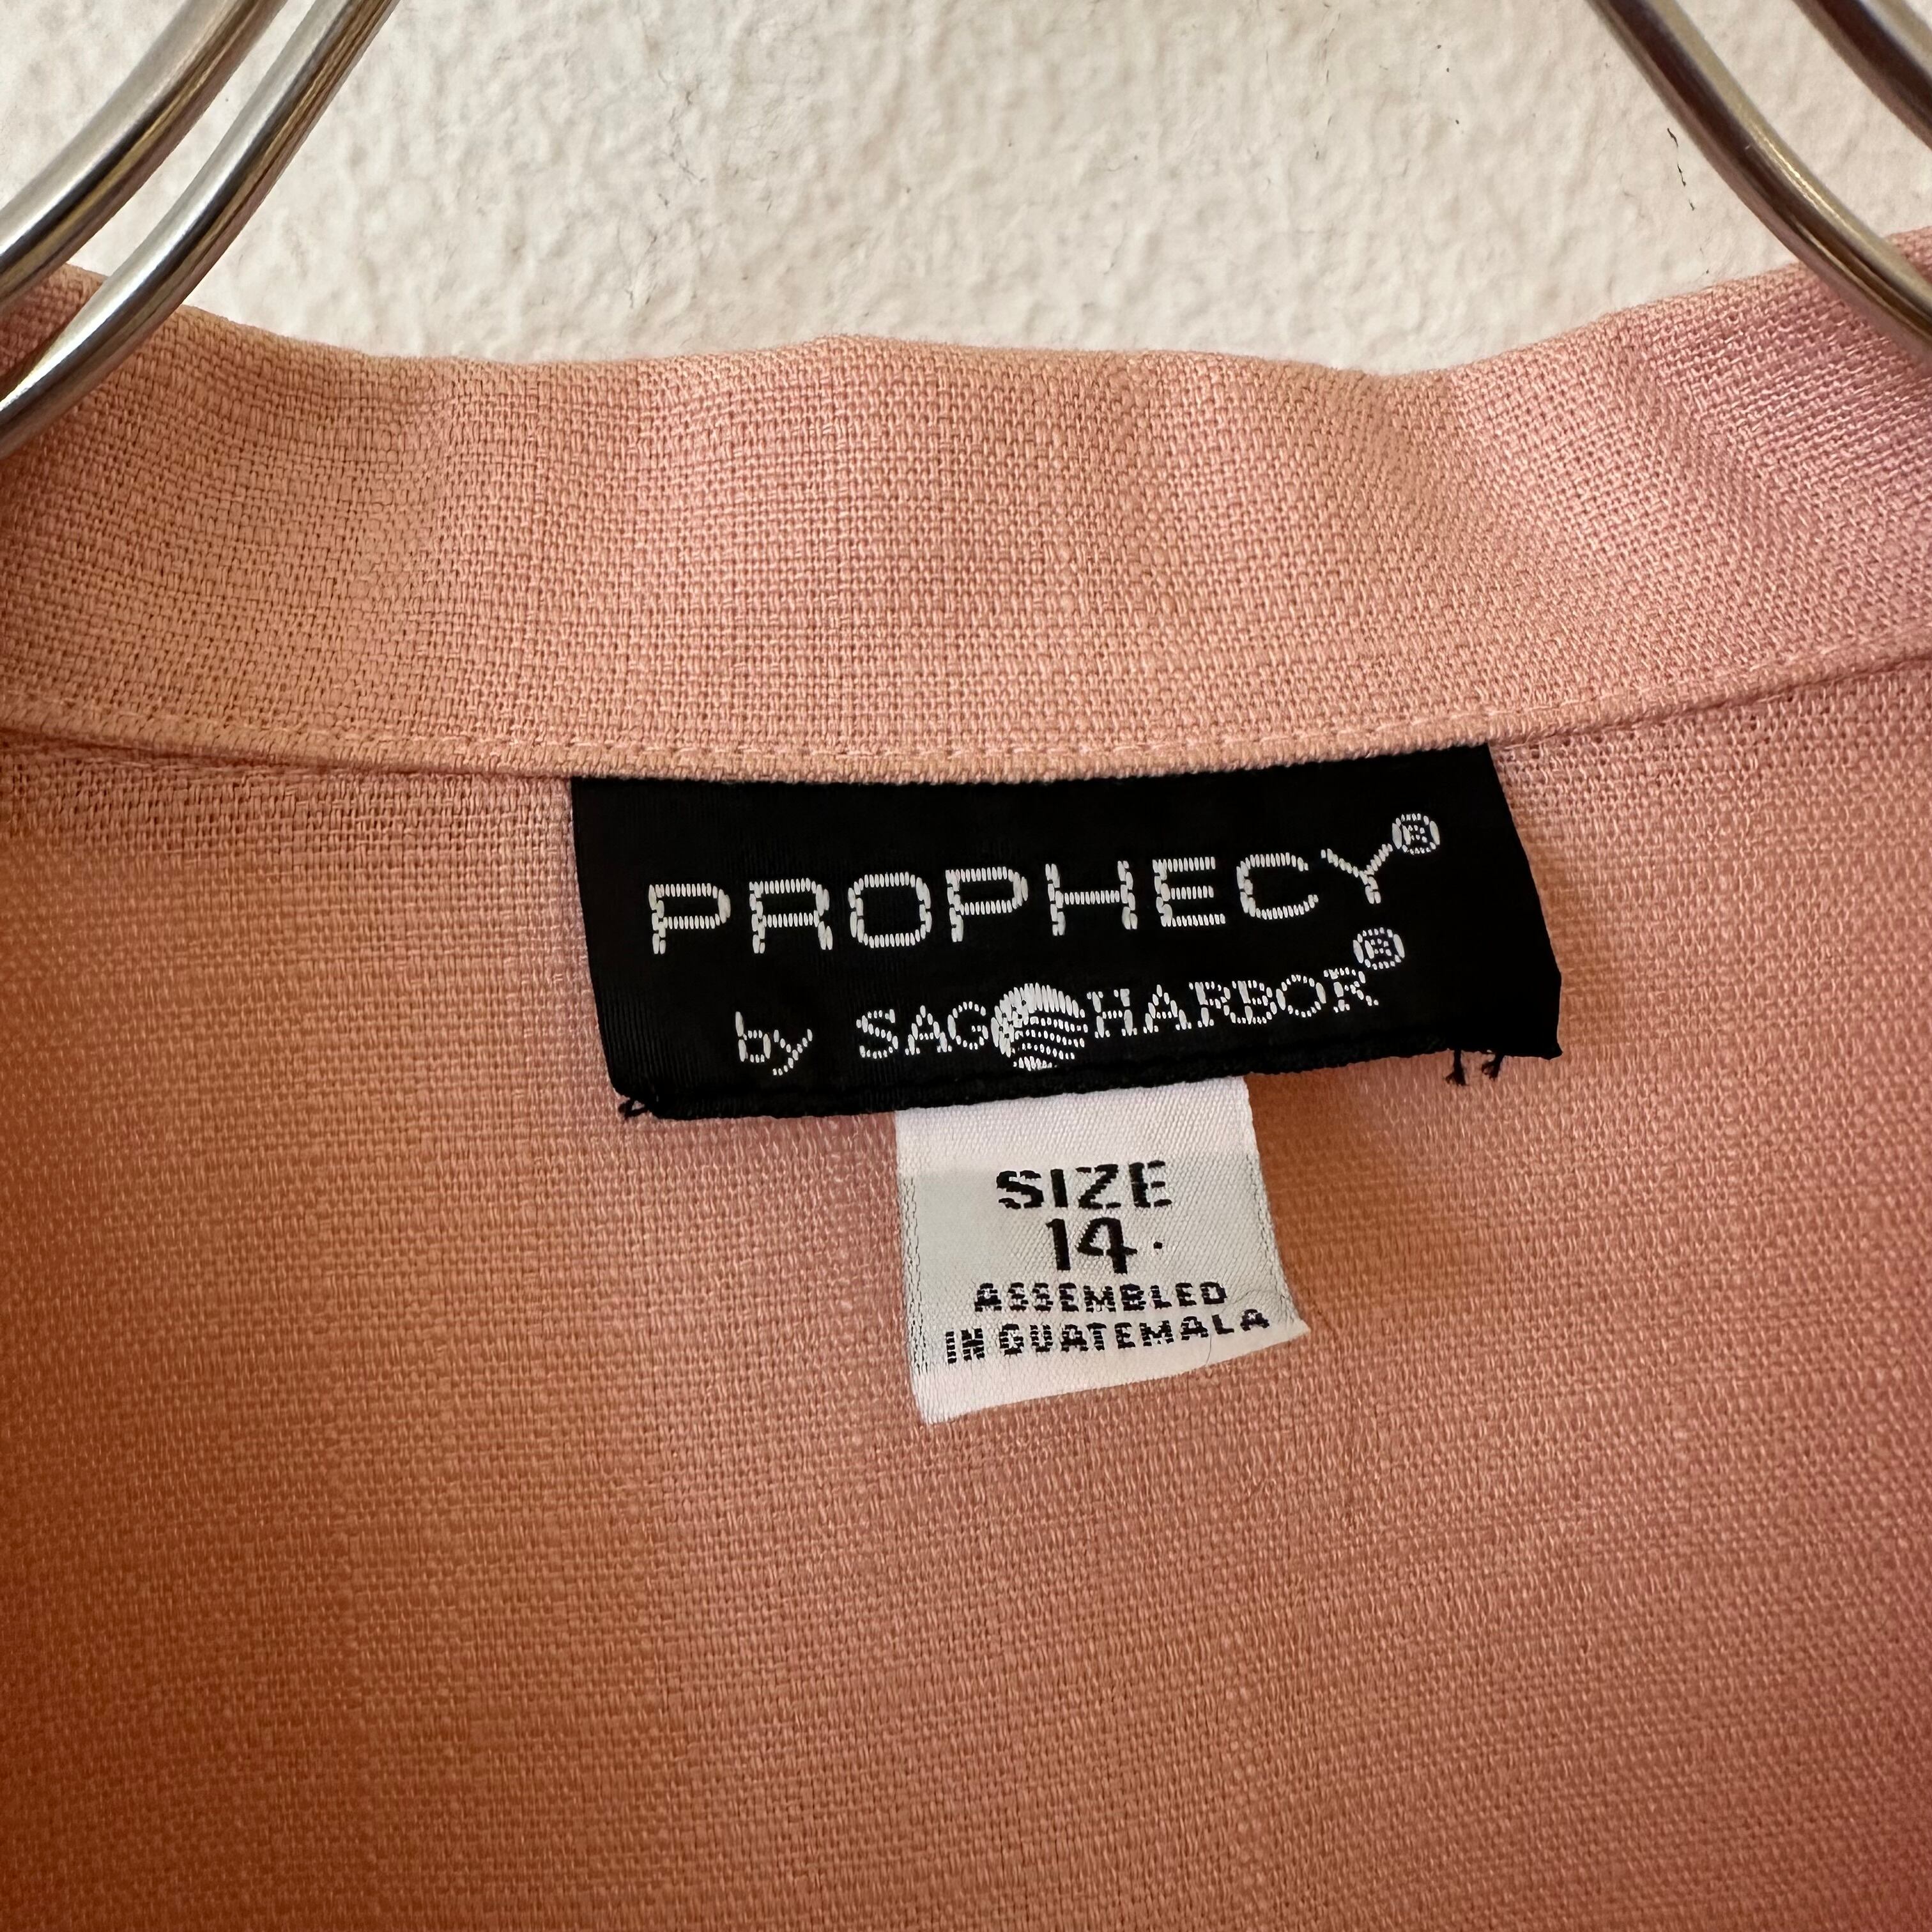 PROPHECY®
by SAG HARBOR®
SIZE
14.
ASSEMBLED
IN GUATEMALA